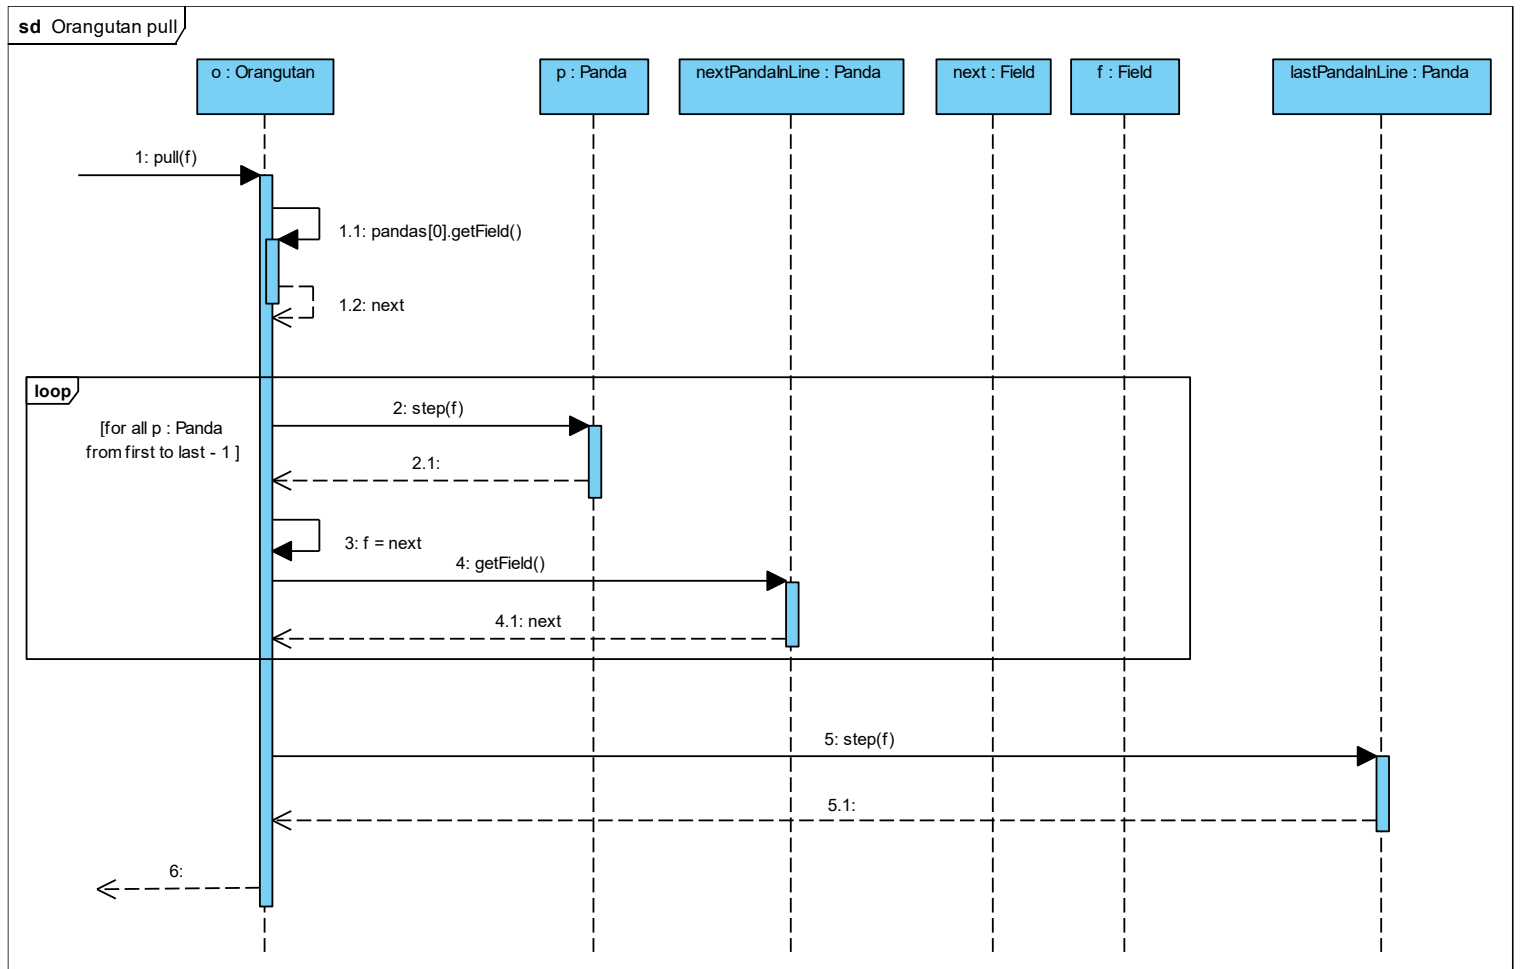 sd Orangutan pull
o : Orangutan
p : Panda
nextPandaInLine : Panda
next : Field
f : Field
lastPandaInLine : Panda
1: pull(f)
1.1: pandas[0].getField()
1.2: next
loop
[for all p : Panda
from first to last - 1 ]
2: step(f)
2.1:
3: f = next
4: getField()
4.1: next
5: step(f)
5.1:
6: